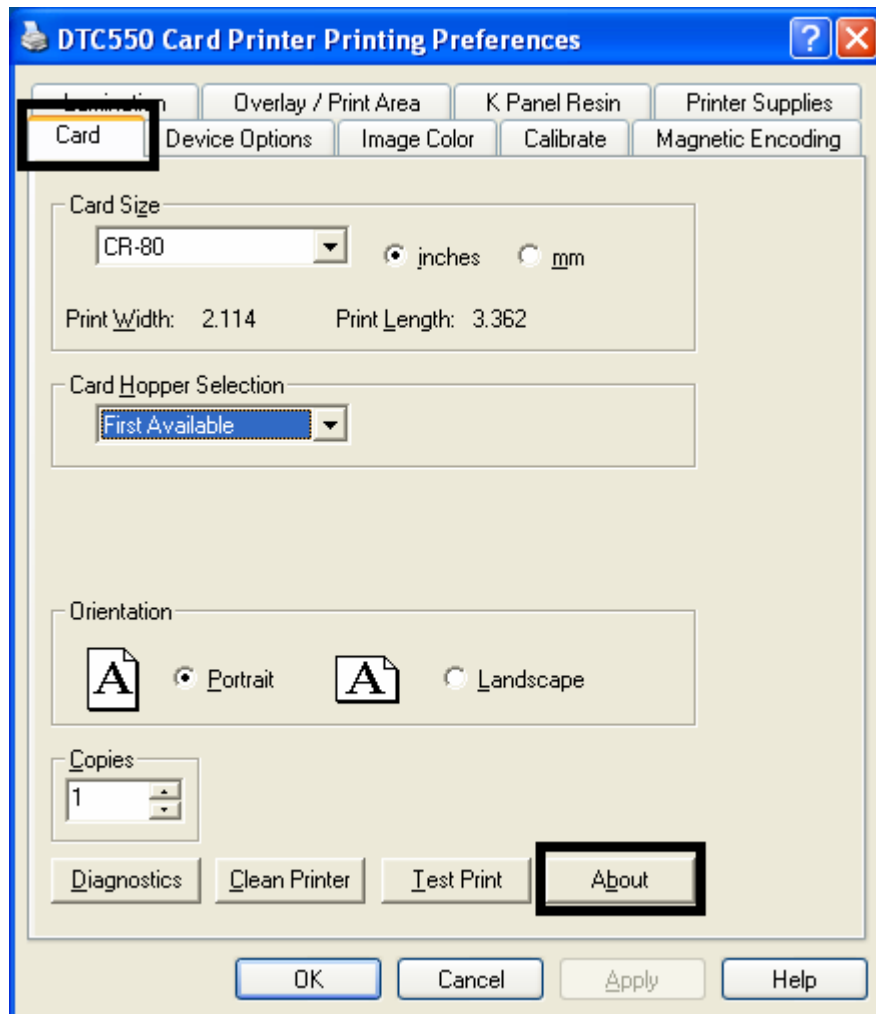 DTC550 Card Printer Printing Preferences
Lamination Overlay / Print Area K Panel Resin Printer Supplies
Card Device Options Image Color Calibrate Magnetic Encoding
Card Size
CR-80 inches mm
Print Width: 2.114 Print Length: 3.362
Card Hopper Selection
First Available
Orientation
A Portrait A Landscape
Copies
1
Diagnostics Clean Printer Test Print About
OK Cancel Apply Help